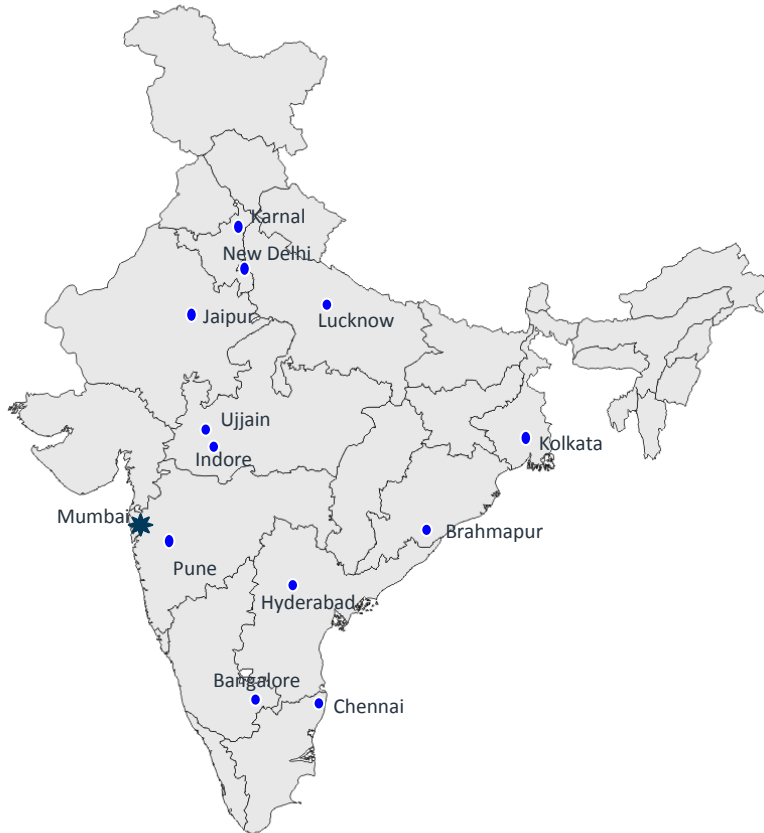 Karnal
New Delhi
Jaipur
Lucknow
Ujjain
Indore
Kolkata
Mumbai
Brahmapur
Pune
Hyderabad
Bangalore
Chennai